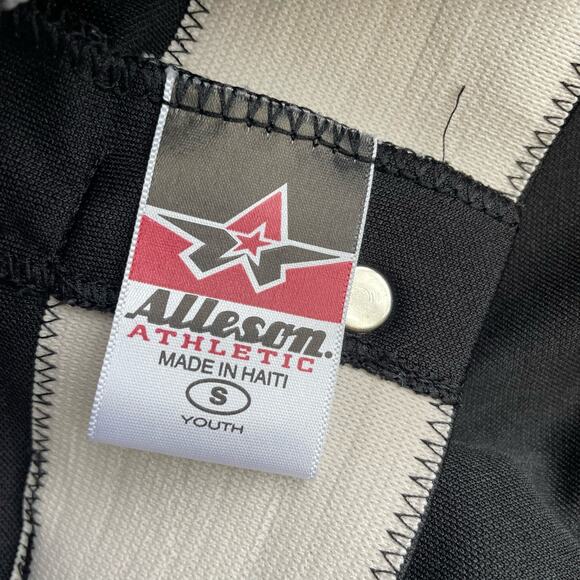 Alleson.
ATHLETIC
MADE IN HAITI
S
YOUTH